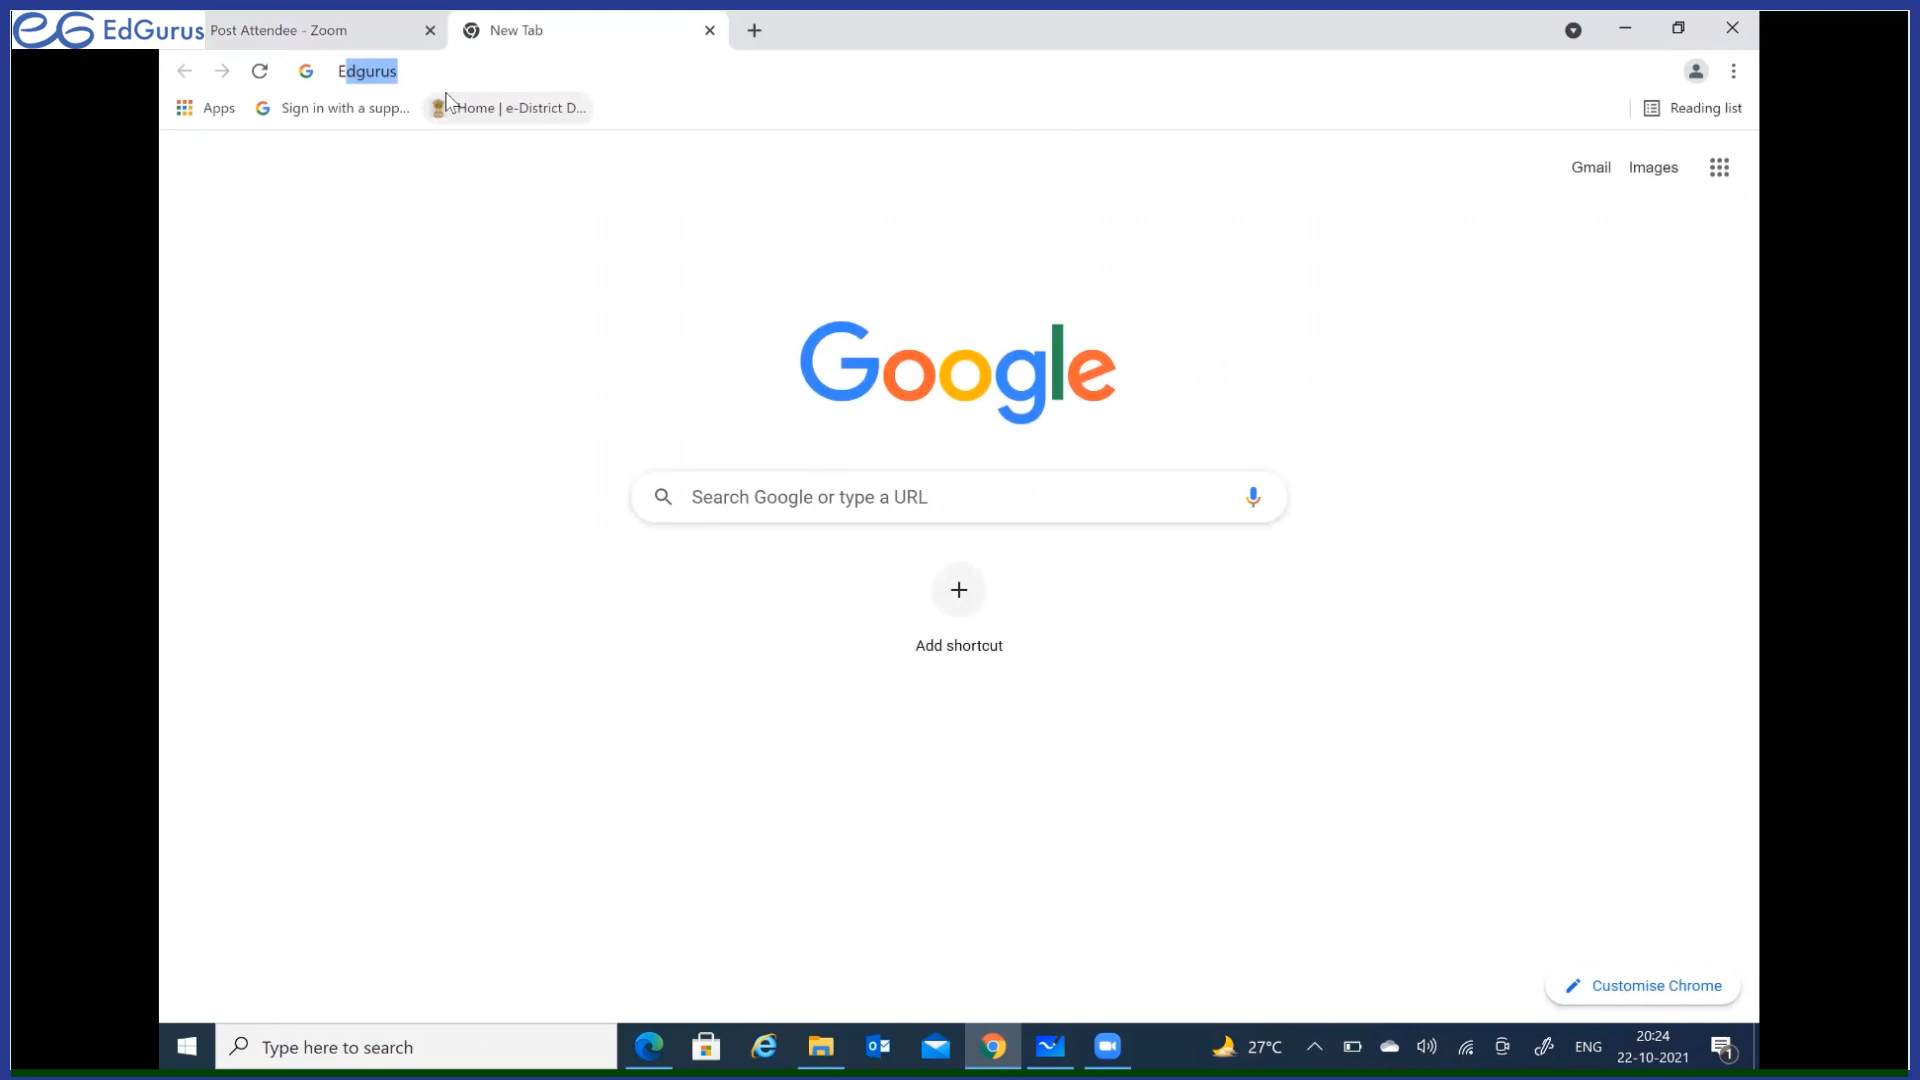 EdGurus
Post Attendee - Zoom
New Tab
Edgurus
Apps
Sign in with a supp...
Home | e-District D...
Reading list
Gmail
Images
Google
Search Google or type a URL
Add shortcut
Customise Chrome
Type here to search
27°C
ENG
20:24
22-10-2021
1